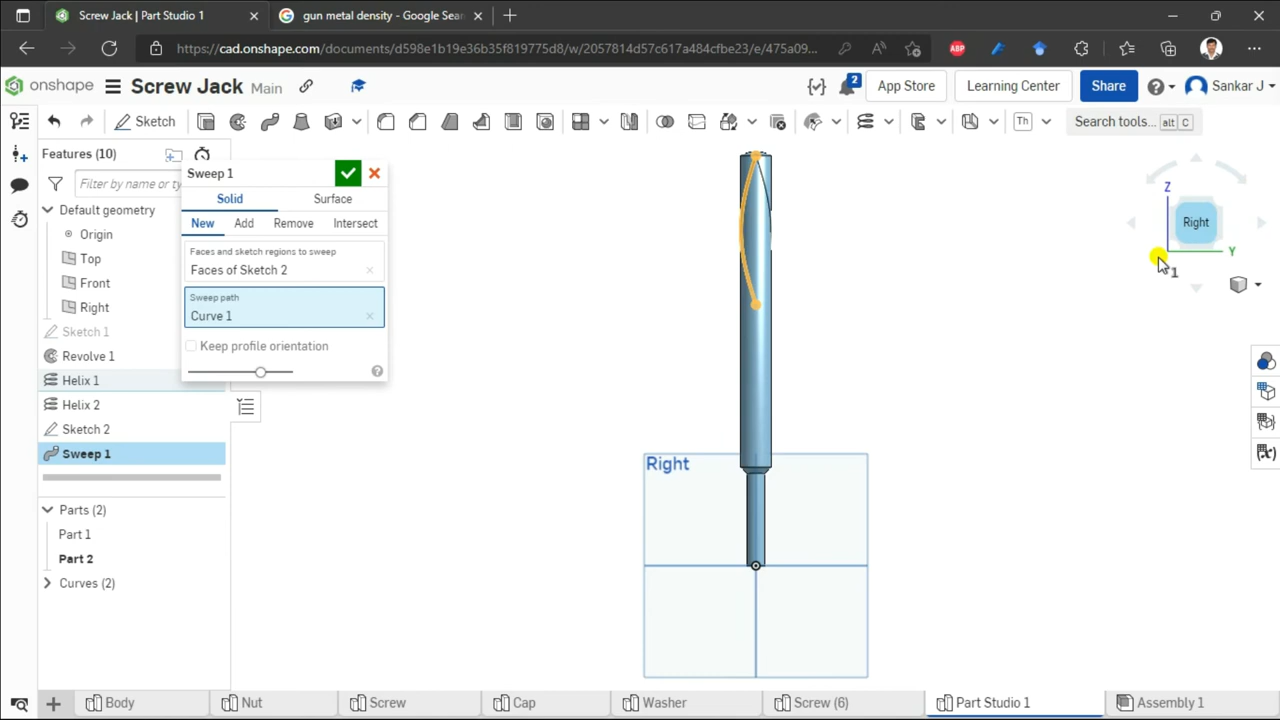 Screw Jack | Part Studio 1
gun metal density - Google Sear
https://cad.onshape.com/documents/d598e1b19e36b35f819775d8/w/2057814d57c617a484cfbe23/e/475a09...
ABP
onshape
Screw Jack Main
2
App Store
Learning Center
Share
Sankar J
Sketch
Th
Search tools... alt C
Features (10)
Filter by name or ty
Default geometry
Origin
Top
Front
Right
Sketch 1
Revolve 1
Helix 1
Helix 2
Sketch 2
Sweep 1
Parts (2)
Part 1
Part 2
Curves (2)
Sweep 1
Solid
Surface
New
Add
Remove
Intersect
Faces and sketch regions to sweep
Faces of Sketch 2
Sweep path
Curve 1
Keep profile orientation
Right
Z
Right
Y
1
Body
Nut
Screw
Cap
Washer
Screw (6)
Part Studio 1
Assembly 1